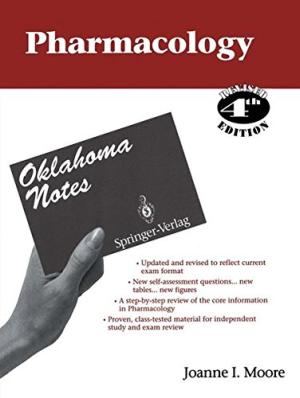 Pharmacology
REVISED
4th
EDITION
Oklahoma
Notes
Springer-Verlag
• Updated and revised to reflect current
exam format
• New self-assessment questions... new
tables... new figures
• A step-by-step review of the core information
in Pharmacology
• Proven, class-tested material for independent
study and exam review
Joanne I. Moore